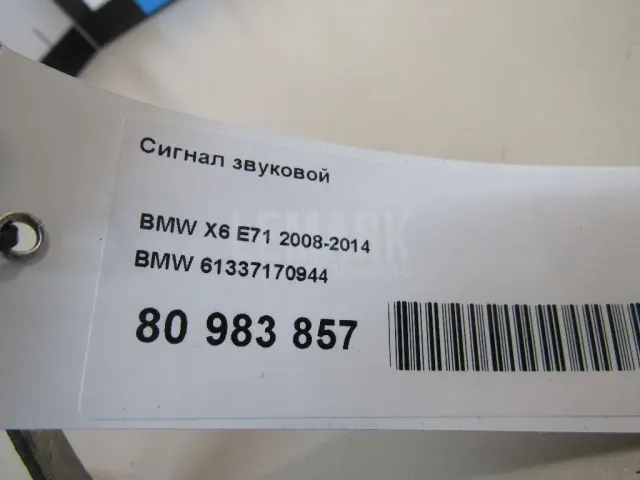 Сигнал звуковой
BMW X6 E71 2008-2014
BMW 61337170944
80 983 857